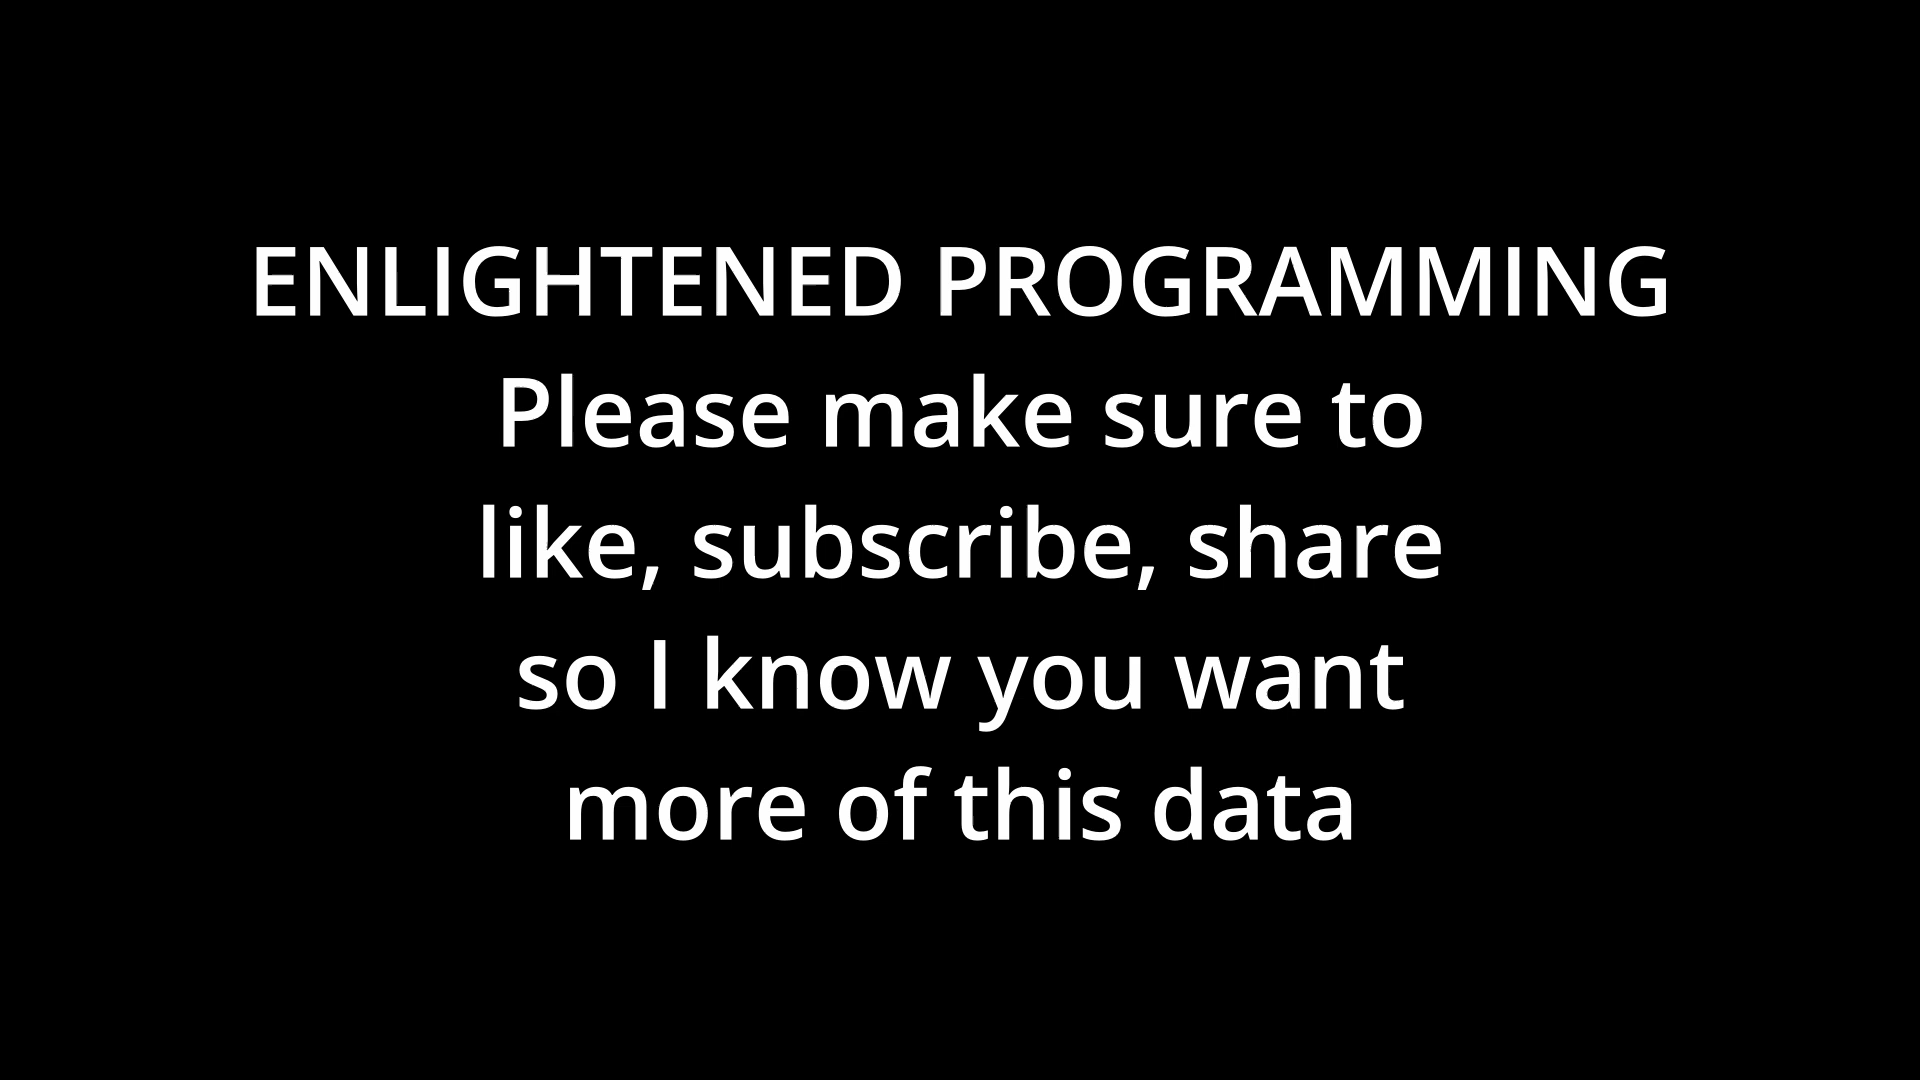 ENLIGHTENED PROGRAMMING
Please make sure to
like, subscribe, share
so I know you want
more of this data